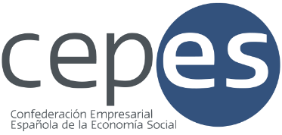 cepes
Confederación Empresarial
Española de la Economía Social